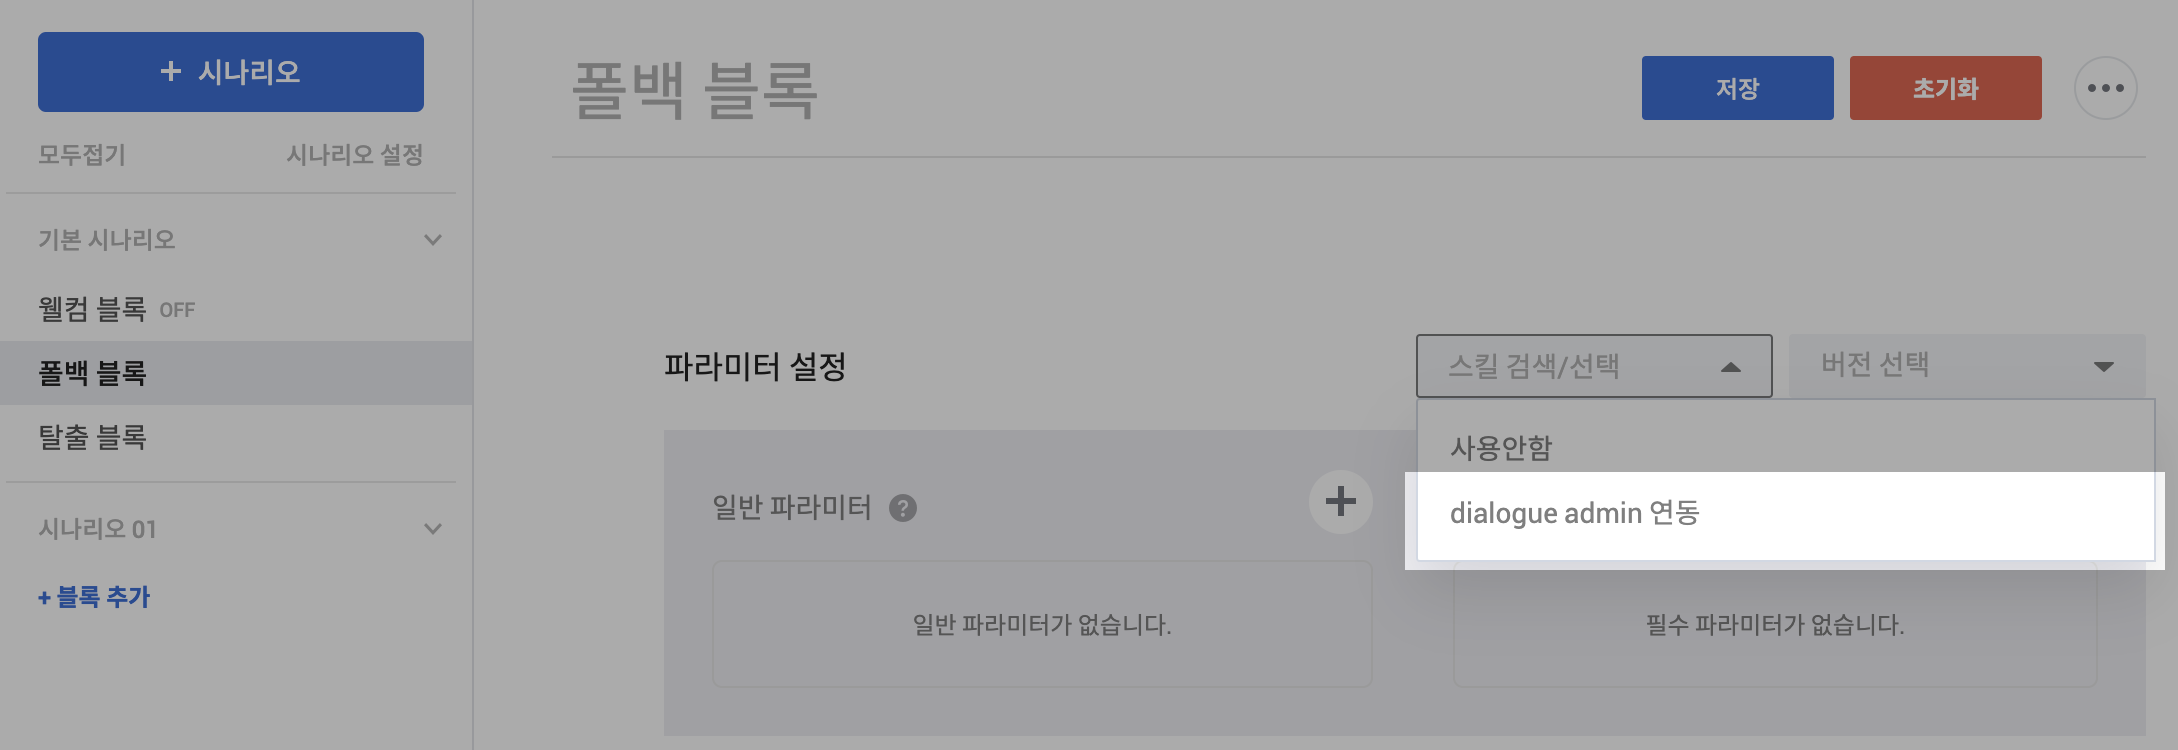 + 시나리오
모두접기 시나리오 설정
기본 시나리오
웰컴 블록 OFF
폴백 블록
탈출 블록
시나리오 01
+ 블록 추가
폴백 블록
저장
초기화
파라미터 설정
스킬 검색/선택
버전 선택
사용안함
dialogue admin 연동
일반 파라미터 ?
일반 파라미터가 없습니다.
필수 파라미터가 없습니다.